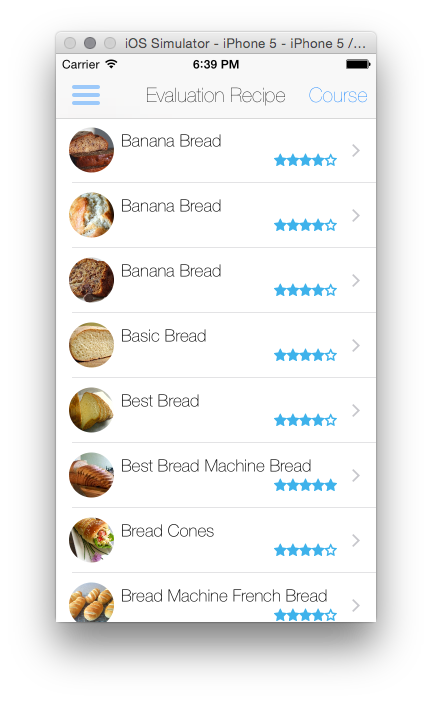 iOS Simulator - iPhone 5 - iPhone 5 /...
Carrier 6:39 PM
Evaluation Recipe Course
Banana Bread
Banana Bread
Banana Bread
Basic Bread
Best Bread
Best Bread Machine Bread
Bread Cones
Bread Machine French Bread